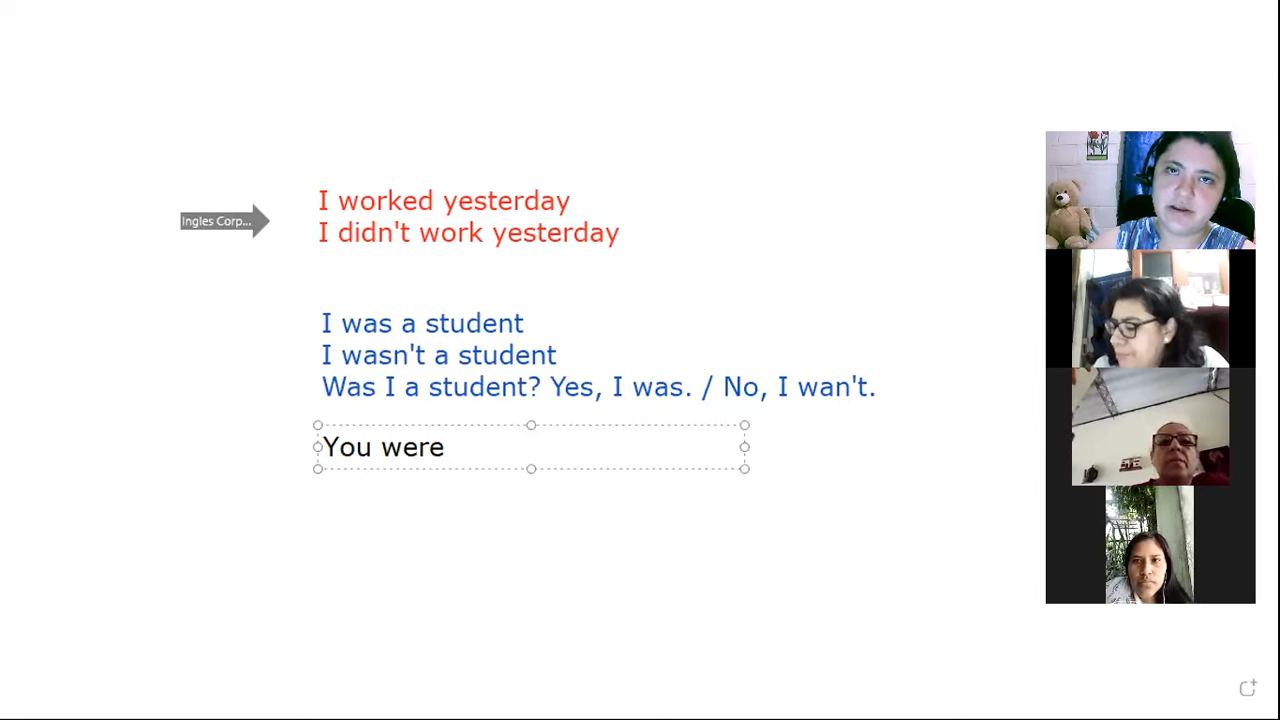 Ingles Corp...
I worked yesterday
I didn't work yesterday
I was a student
I wasn't a student
Was I a student? Yes, I was. / No, I wan't.
You were